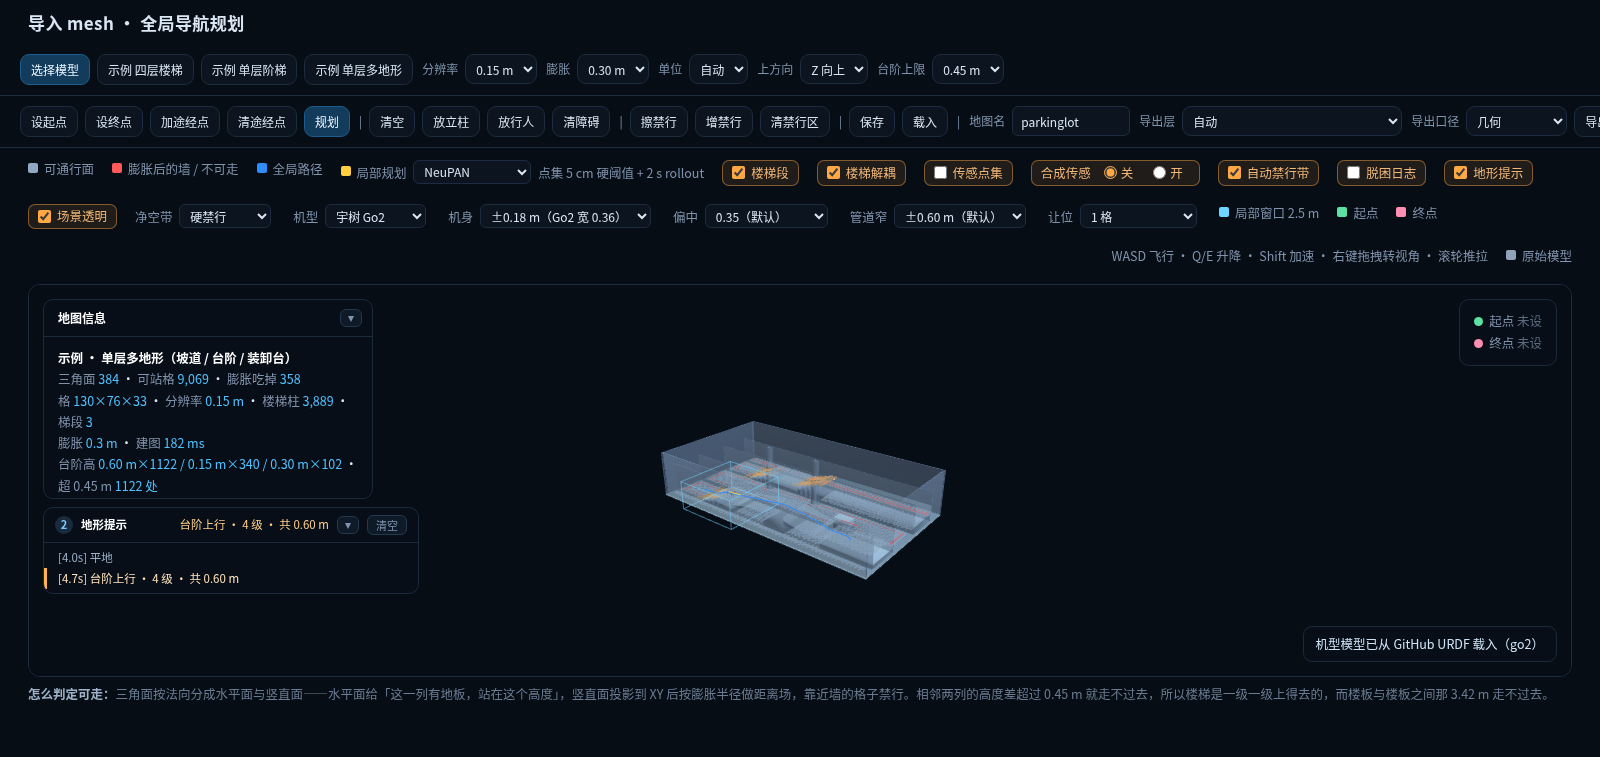 导入 mesh · 全局导航规划
选择模型 示例 四层楼梯 示例 单层阶梯 示例 单层多地形 分辨率 0.15 m 膨胀 0.30 m 单位 自动 上方向 Z 向上 台阶上限 0.45 m
设起点 设终点 加途经点 清途经点 规划 | 清空 放立柱 放行人 清障碍 | 擦禁行 增禁行 清禁行区 | 保存 载入 | 地图名 parkinglot 导出层 自动 导出口径 几何 导出
可通行面 膨胀后的墙 / 不可走 全局路径 局部规划 NeuPAN 点集 5 cm 硬阈值 + 2 s rollout 楼梯段 楼梯解耦 传感点集 合成传感 关 开 自动禁行带 脱困日志 地形提示
场景透明 净空带 硬禁行 机型 宇树 Go2 机身 ±0.18 m（Go2 宽 0.36） 偏中 0.35（默认） 管道窄 ±0.60 m（默认） 让位 1 格 局部窗口 2.5 m 起点 终点
WASD 飞行 · Q/E 升降 · Shift 加速 · 右键拖拽转视角 · 滚轮推拉 原始模型
地图信息 ▾
示例 · 单层多地形（坡道 / 台阶 / 装卸台）
三角面 384 · 可站格 9,069 · 膨胀吃掉 358
格 130×76×33 · 分辨率 0.15 m · 楼梯柱 3,889 ·
梯段 3
膨胀 0.3 m · 建图 182 ms
台阶高 0.60 m×1122 / 0.15 m×340 / 0.30 m×102 ·
超 0.45 m 1122 处
起点 未设
终点 未设
2 地形提示 台阶上行 · 4 级 · 共 0.60 m ▾ 清空
[4.0s] 平地
[4.7s] 台阶上行 · 4 级 · 共 0.60 m
机型模型已从 GitHub URDF 载入（go2）
怎么判定可走：三角面按法向分成水平面与竖直面——水平面给「这一列有地板，站在这个高度」，竖直面投影到 XY 后按膨胀半径做距离场，靠近墙的格子禁行。相邻两列的高度差超过 0.45 m 就走不过去，所以楼梯是一级一级上得去的，而楼板与楼板之间那 3.42 m 走不过去。